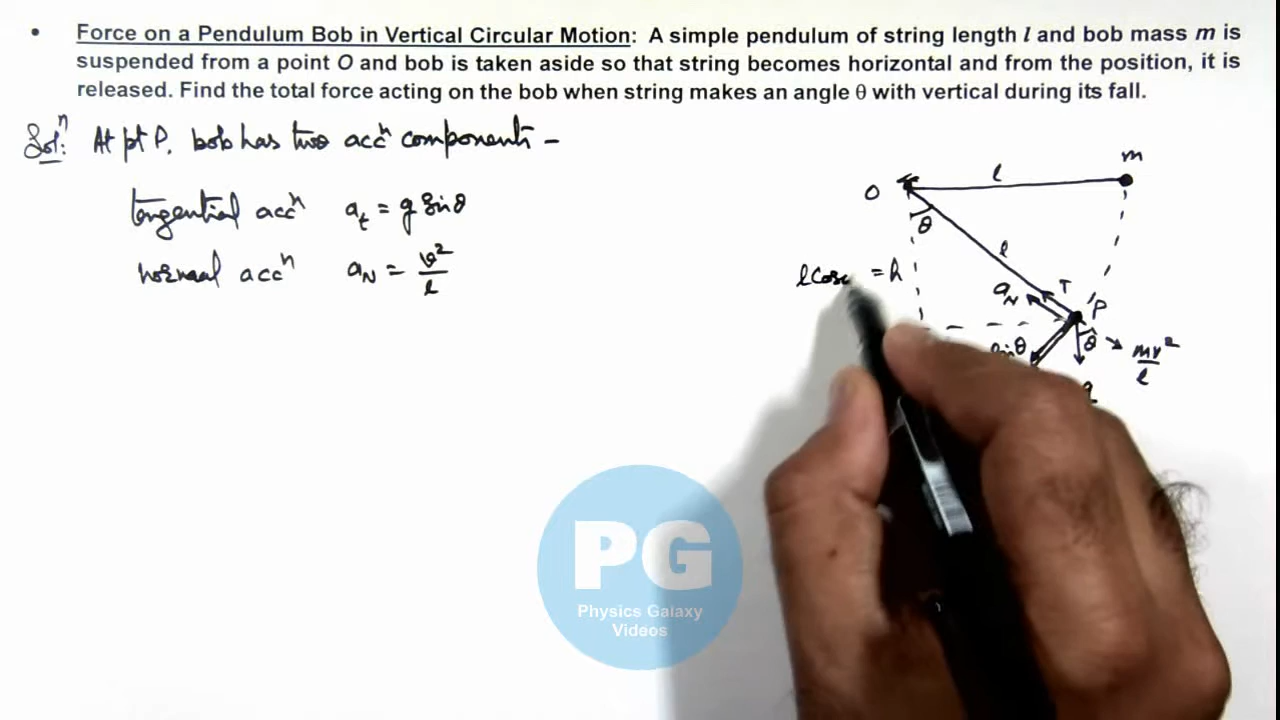 • Force on a Pendulum Bob in Vertical Circular Motion: A simple pendulum of string length l and bob mass m is
suspended from a point O and bob is taken aside so that string becomes horizontal and from the position, it is
released. Find the total force acting on the bob when string makes an angle θ with vertical during its fall.
Solⁿ: At pt P, bob has two accⁿ components –
tangential accⁿ a_t = g Sinθ
normal accⁿ a_N = v²/l
m
l
O
θ
l
lCos = h
a_N T P
θ mv²/l
PG
Physics Galaxy
Videos